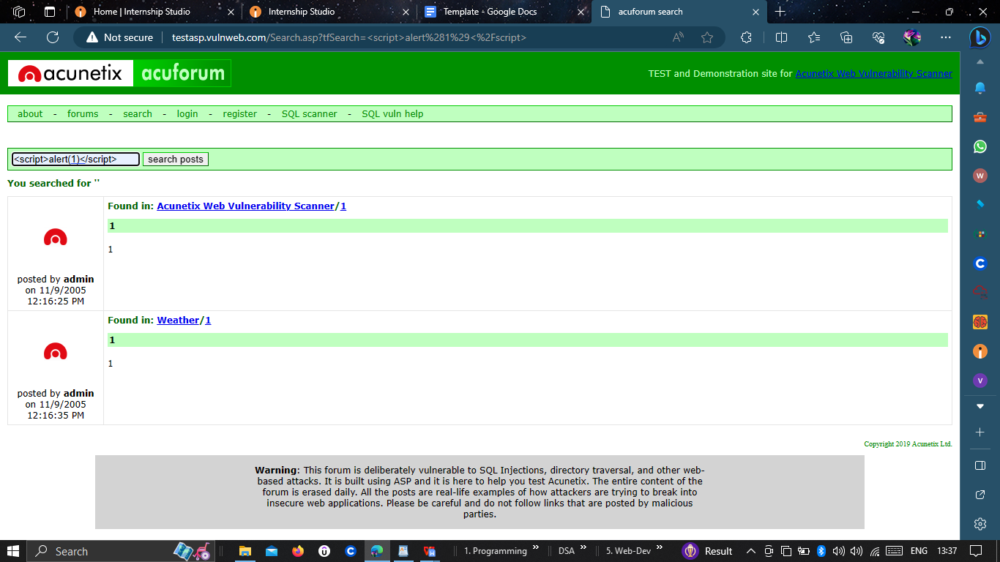 Home | Internship Studio
Internship Studio
Template - Google Docs
acuforum search
Not secure
testasp.vulnweb.com/Search.asp?tfSearch=<script>alert%281%29<%2Fscript>
acunetix acuforum
TEST and Demonstration site for Acunetix Web Vulnerability Scanner
about - forums - search - login - register - SQL scanner - SQL vuln help
<script>alert(1)</script> search posts
You searched for ''
Found in: Acunetix Web Vulnerability Scanner/1
1
1
posted by admin
on 11/9/2005
12:16:25 PM
Found in: Weather/1
1
1
posted by admin
on 11/9/2005
12:16:35 PM
Copyright 2019 Acunetix Ltd.
Warning: This forum is deliberately vulnerable to SQL Injections, directory traversal, and other web-
based attacks. It is built using ASP and it is here to help you test Acunetix. The entire content of the
forum is erased daily. All the posts are real-life examples of how attackers are trying to break into
insecure web applications. Please be careful and do not follow links that are posted by malicious
parties.
W
C
V
Search
1. Programming
DSA
5. Web-Dev
Result
ENG
13:37